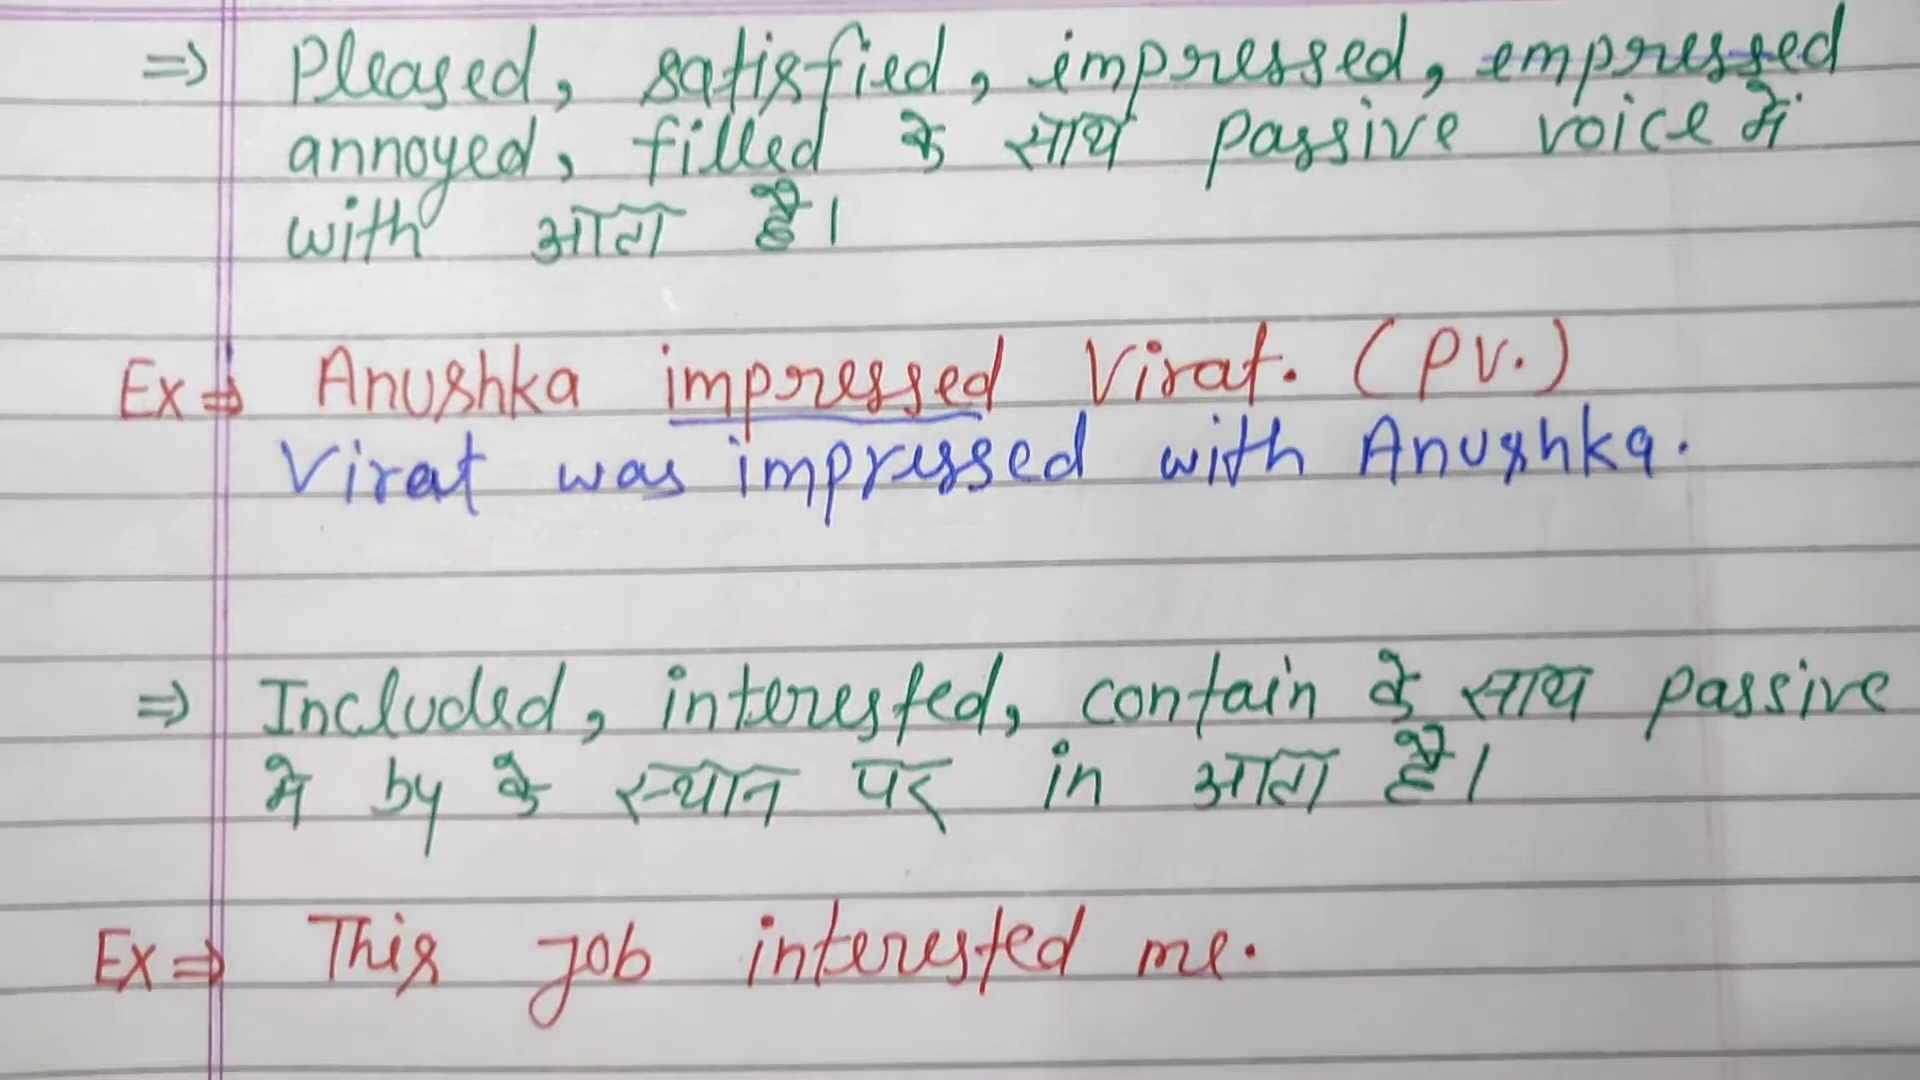 => Pleased, satisfied, impressed, empressed
annoyed, filled के साथ passive voice में
with आता है।
Ex => Anushka impressed Virat. (PV.)
Virat was impressed with Anushka.
=> Included, interested, contain के साथ passive
मे by के स्थान पर in आता है।
Ex => This job interested me.